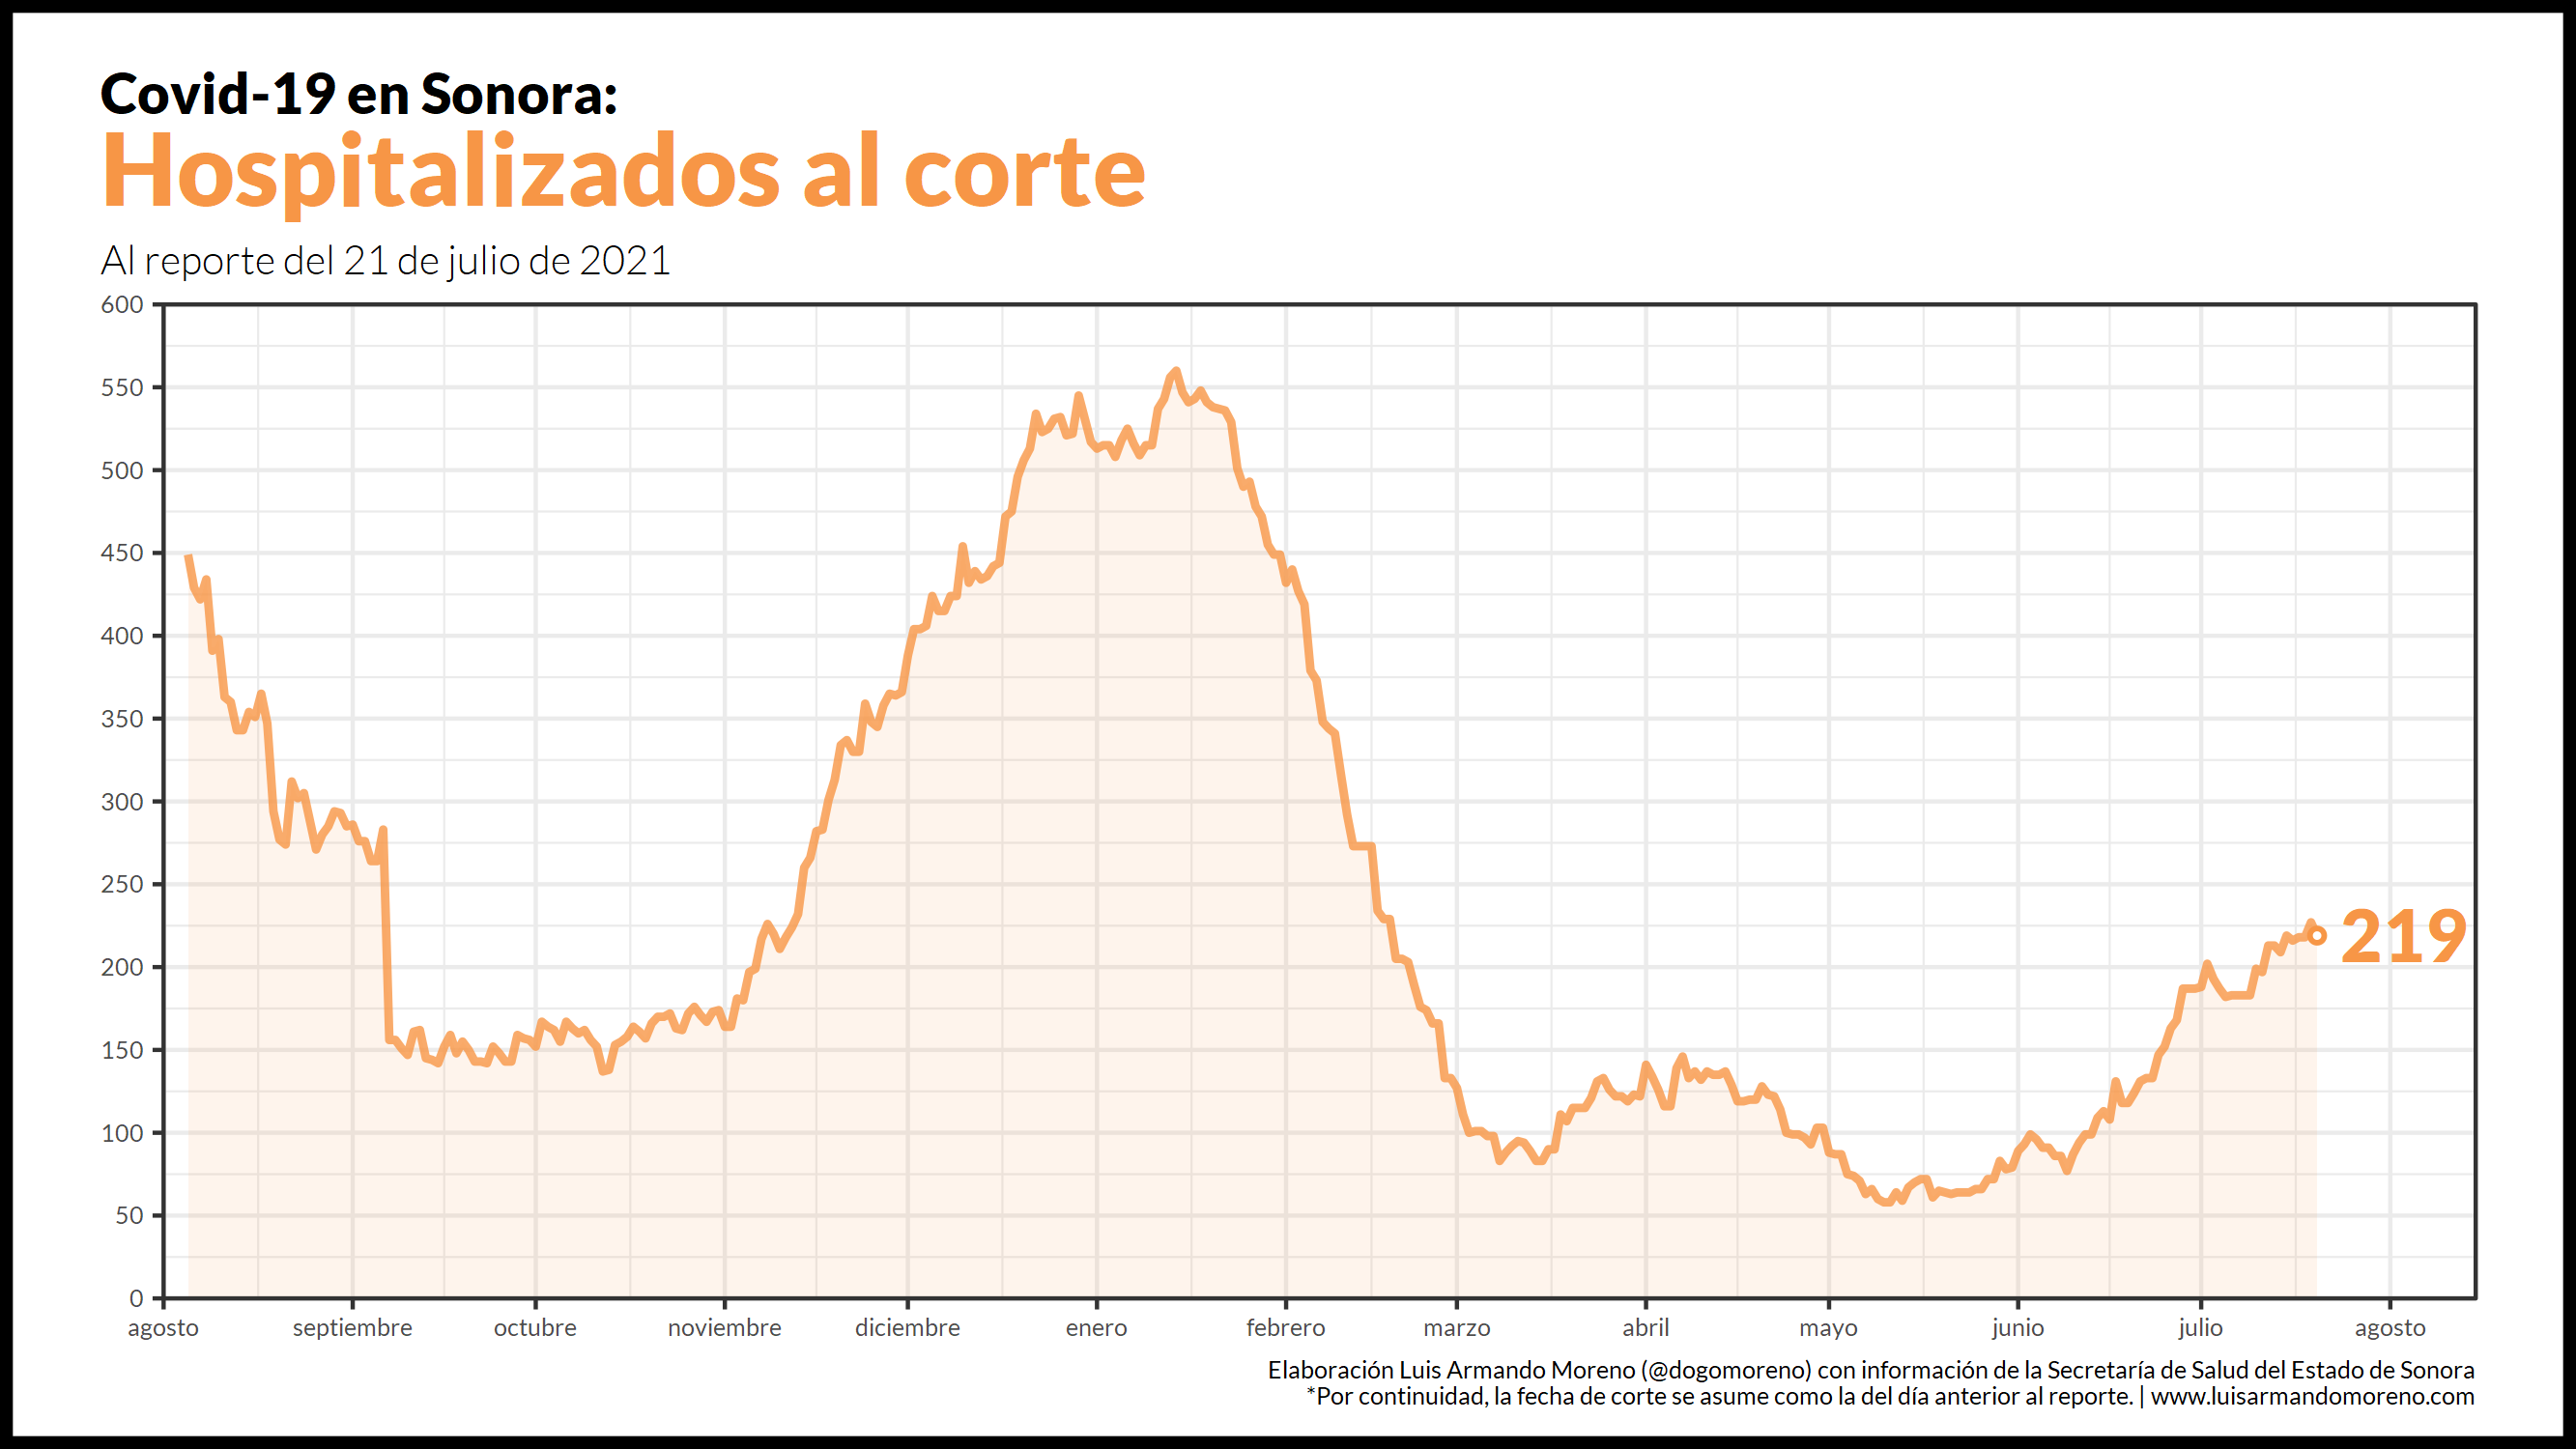 Covid-19 en Sonora:
Hospitalizados al corte
Al reporte del 21 de julio de 2021
600
550
500
450
400
350
300
250
200
150
100
50
0
219
agosto septiembre octubre noviembre diciembre enero febrero marzo abril mayo junio julio agosto
Elaboración Luis Armando Moreno (@dogomoreno) con información de la Secretaría de Salud del Estado de Sonora
*Por continuidad, la fecha de corte se asume como la del día anterior al reporte. | www.luisarmandomoreno.com